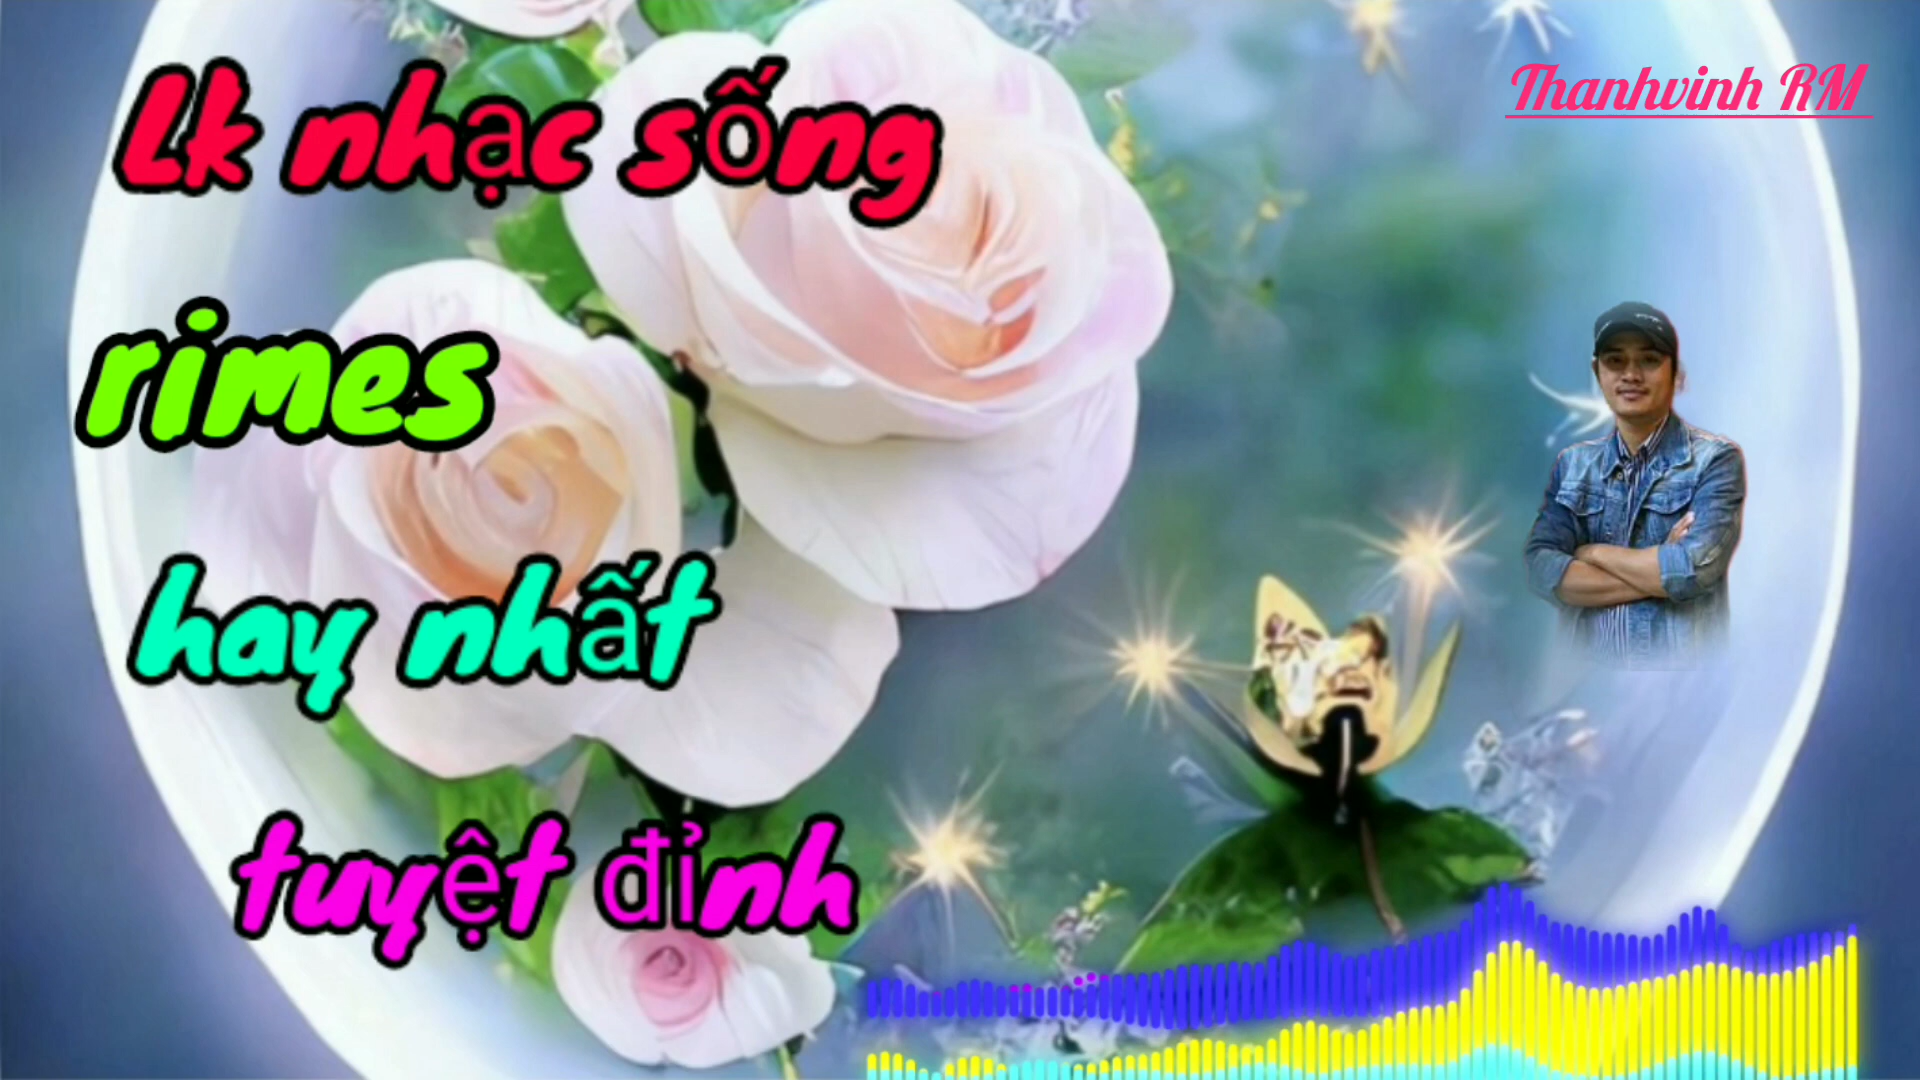 Lk nhạc sống
Thanhvinh RM
rimes
hay nhất
tuyệt đỉnh